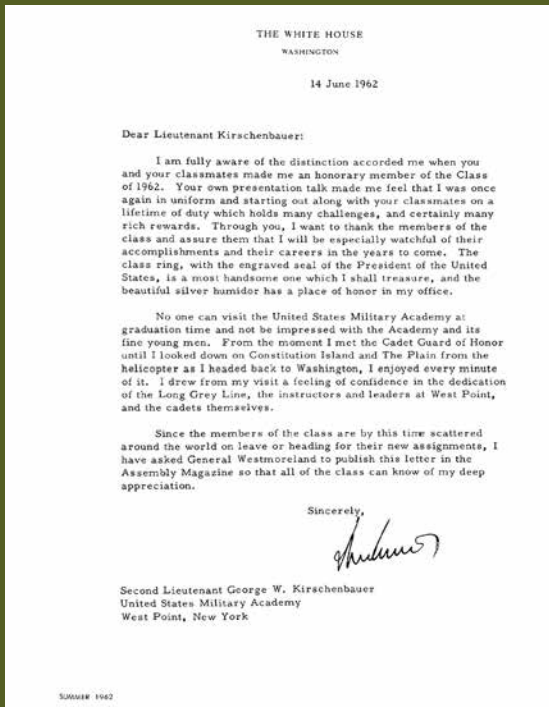 THE WHITE HOUSE
WASHINGTON
14 June 1962
Dear Lieutenant Kirschenbauer:
I am fully aware of the distinction accorded me when you
and your classmates made me an honorary member of the Class
of 1962. Your own presentation talk made me feel that I was once
again in uniform and starting out along with your classmates on a
lifetime of duty which holds many challenges, and certainly many
rich rewards. Through you, I want to thank the members of the
class and assure them that I will be especially watchful of their
accomplishments and their careers in the years to come. The
class ring, with the engraved seal of the President of the United
States, is a most handsome one which I shall treasure, and the
beautiful silver humidor has a place of honor in my office.
No one can visit the United States Military Academy at
graduation time and not be impressed with the Academy and its
fine young men. From the moment I met the Cadet Guard of Honor
until I looked down on Constitution Island and The Plain from the
helicopter as I headed back to Washington, I enjoyed every minute
of it. I drew from my visit a feeling of confidence in the dedication
of the Long Grey Line, the instructors and leaders at West Point,
and the cadets themselves.
Since the members of the class are by this time scattered
around the world on leave or heading for their new assignments, I
have asked General Westmoreland to publish this letter in the
Assembly Magazine so that all of the class can know of my deep
appreciation.
Sincerely,
Second Lieutenant George W. Kirschenbauer
United States Military Academy
West Point, New York
SUMMER 1962